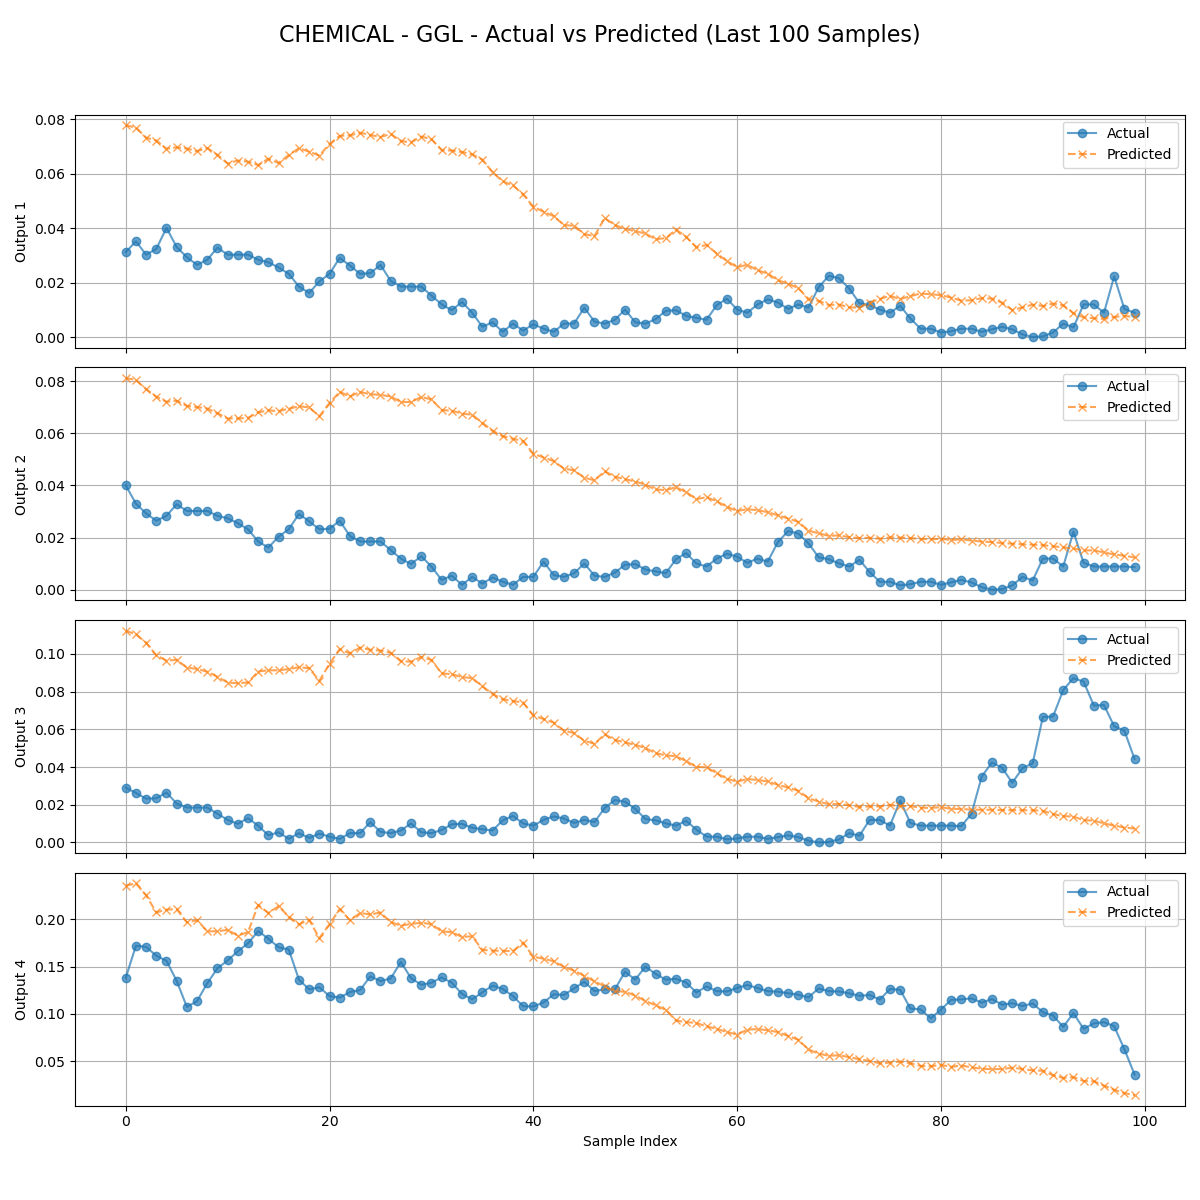 CHEMICAL - GGL - Actual vs Predicted (Last 100 Samples)
0.08
0.06
0.04
0.02
0.00
Output 1
Actual
Predicted
0.08
0.06
0.04
0.02
0.00
Output 2
Actual
Predicted
0.10
0.08
0.06
0.04
0.02
0.00
Output 3
Actual
Predicted
0.20
0.15
0.10
0.05
Output 4
Actual
Predicted
0 20 40 60 80 100
Sample Index